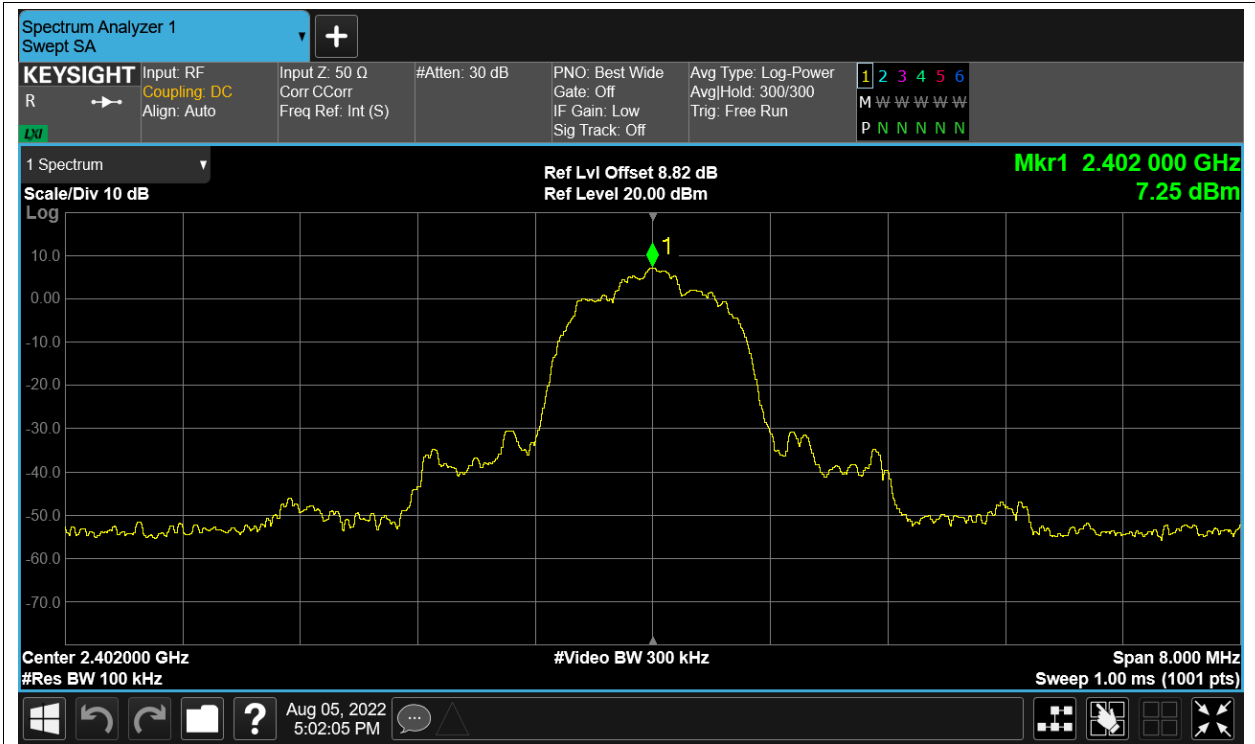 Spectrum Analyzer 1
Swept SA
+
KEYSIGHT
R
LXI
Input: RF
Coupling: DC
Align: Auto
Input Z: 50 Ω
Corr CCorr
Freq Ref: Int (S)
#Atten: 30 dB
PNO: Best Wide
Gate: Off
IF Gain: Low
Sig Track: Off
Avg Type: Log-Power
Avg|Hold: 300/300
Trig: Free Run
1 2 3 4 5 6
M W W W W W
P N N N N N
1 Spectrum
Scale/Div 10 dB
Log
Ref Lvl Offset 8.82 dB
Ref Level 20.00 dBm
Mkr1 2.402 000 GHz
7.25 dBm
1
10.0
0.00
-10.0
-20.0
-30.0
-40.0
-50.0
-60.0
-70.0
Center 2.402000 GHz
#Res BW 100 kHz
#Video BW 300 kHz
Span 8.000 MHz
Sweep 1.00 ms (1001 pts)
?
Aug 05, 2022
5:02:05 PM